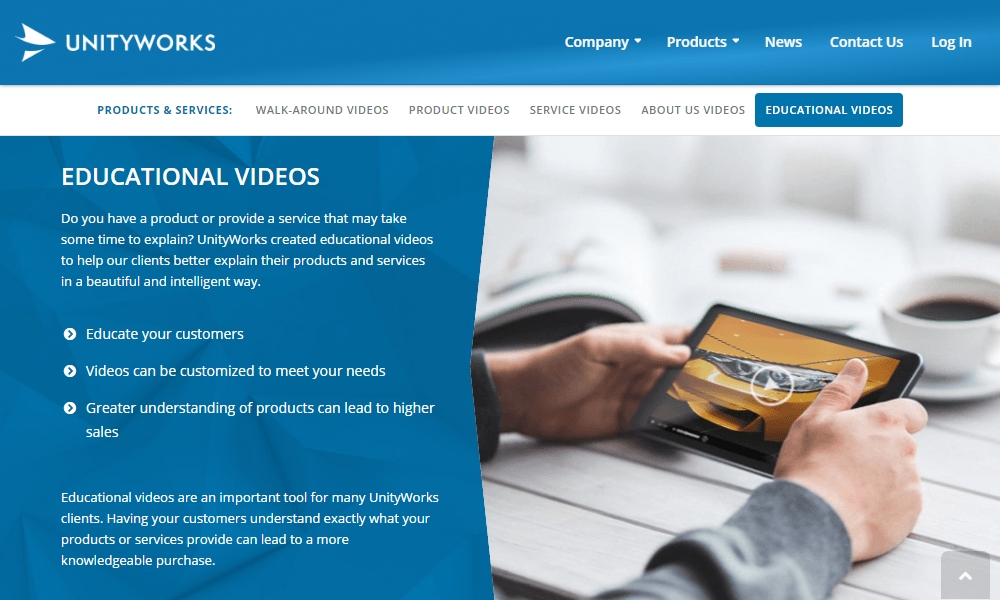 UNITYWORKS
Company Products News Contact Us Log In
PRODUCTS & SERVICES: WALK-AROUND VIDEOS PRODUCT VIDEOS SERVICE VIDEOS ABOUT US VIDEOS EDUCATIONAL VIDEOS
EDUCATIONAL VIDEOS
Do you have a product or provide a service that may take
some time to explain? UnityWorks created educational videos
to help our clients better explain their products and services
in a beautiful and intelligent way.
Educate your customers
Videos can be customized to meet your needs
Greater understanding of products can lead to higher
sales
Educational videos are an important tool for many UnityWorks
clients. Having your customers understand exactly what your
products or services provide can lead to a more
knowledgeable purchase.